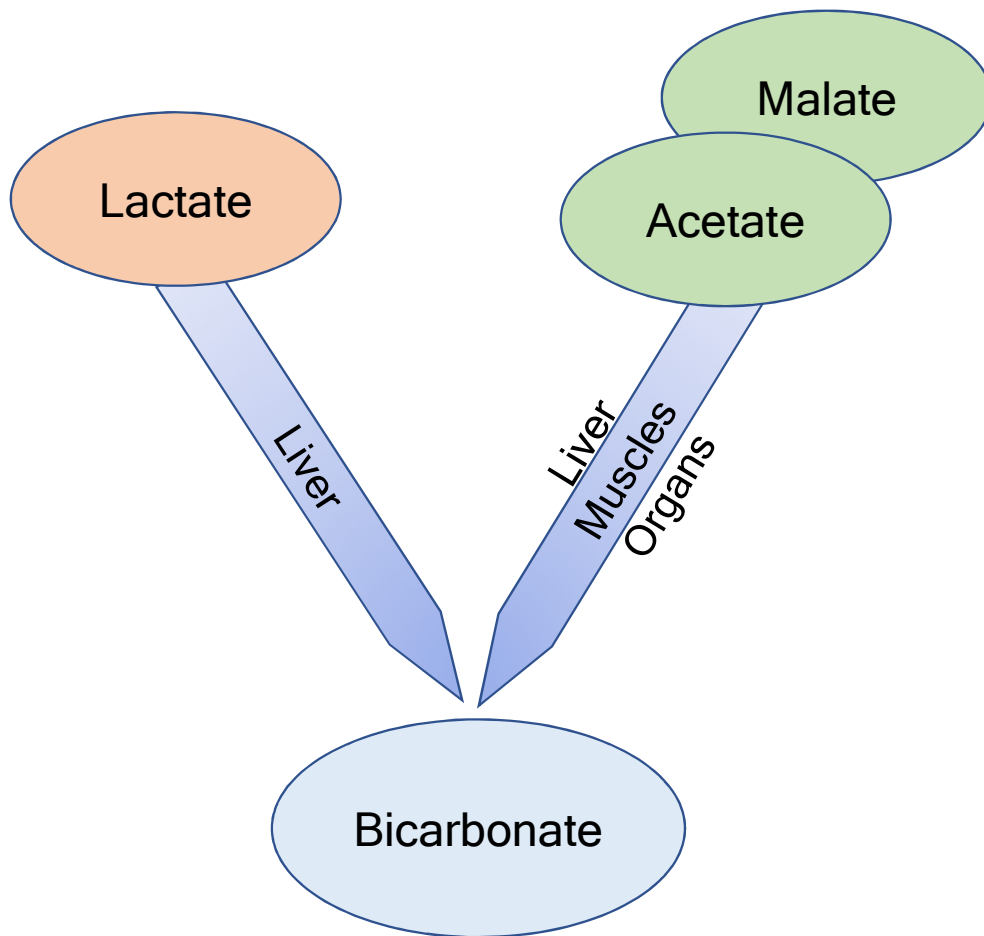 Malate
Lactate
Acetate
Liver
Liver
Muscles
Organs
Bicarbonate